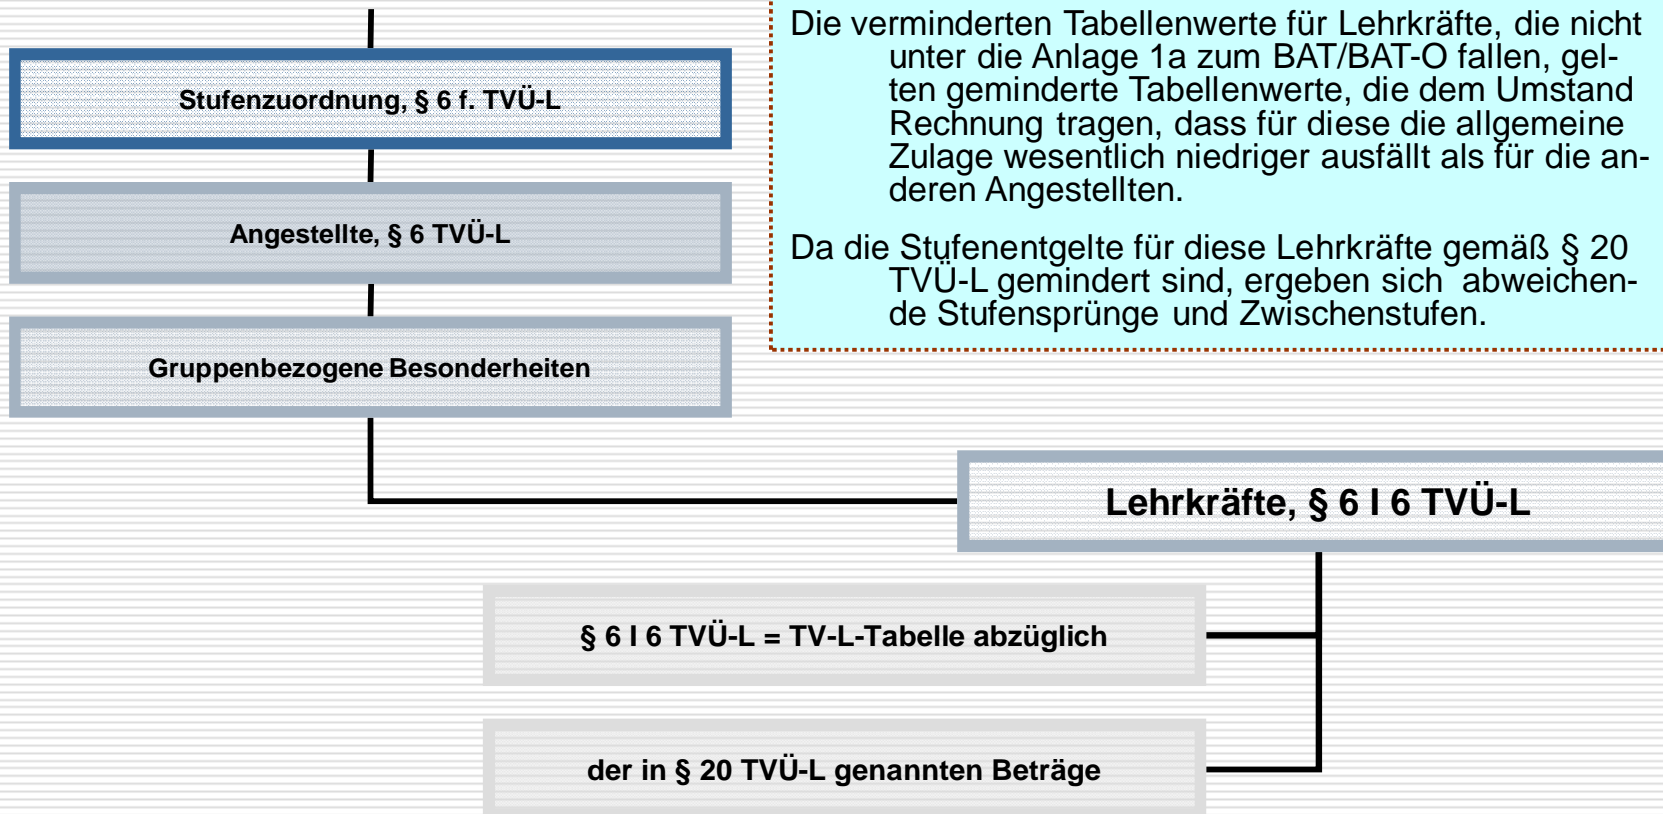 Stufenzuordnung, § 6 f. TVÜ-L
Angestellte, § 6 TVÜ-L
Gruppenbezogene Besonderheiten
Die verminderten Tabellenwerte für Lehrkräfte, die nicht
unter die Anlage 1a zum BAT/BAT-O fallen, gel-
ten geminderte Tabellenwerte, die dem Umstand
Rechnung tragen, dass für diese die allgemeine
Zulage wesentlich niedriger ausfällt als für die an-
deren Angestellten.
Da die Stufenentgelte für diese Lehrkräfte gemäß § 20
TVÜ-L gemindert sind, ergeben sich abweichen-
de Stufensprünge und Zwischenstufen.
Lehrkräfte, § 6 I 6 TVÜ-L
§ 6 I 6 TVÜ-L = TV-L-Tabelle abzüglich
der in § 20 TVÜ-L genannten Beträge